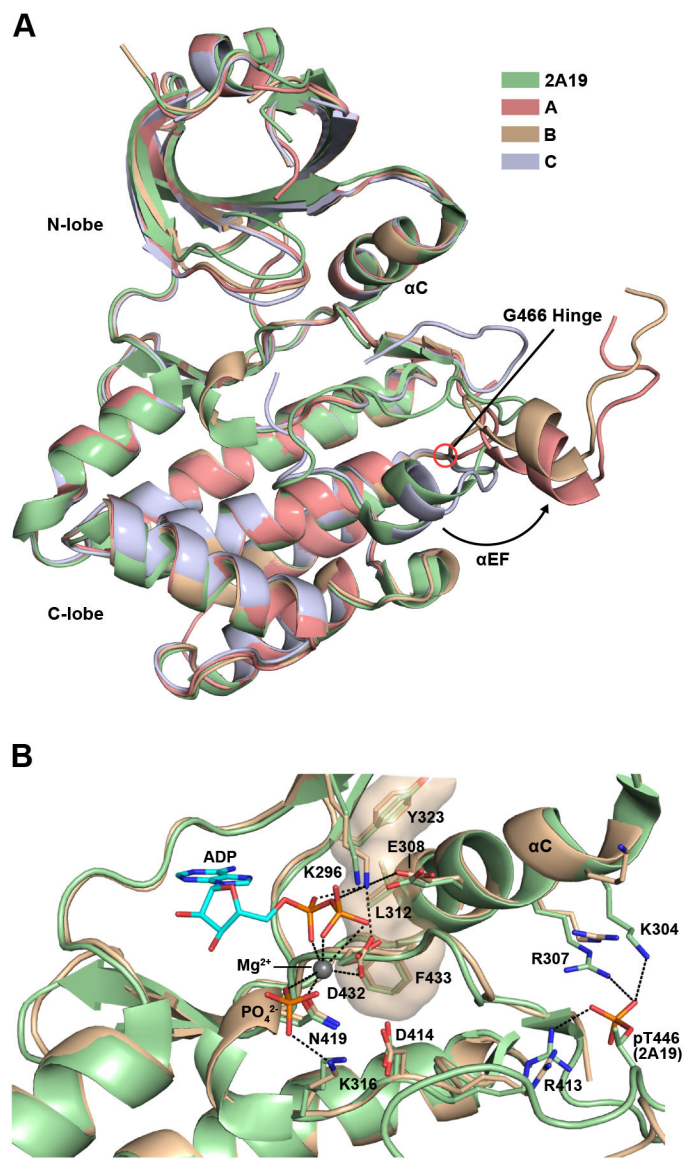 A
2A19
A
B
C
N-lobe
αC
G466 Hinge
αEF
C-lobe
B
Y323
ADP
K296
E308
αC
L312
K304
R307
Mg²⁺
F433
D432
PO₄²⁻
N419
D414
pT446
(2A19)
K316
R413